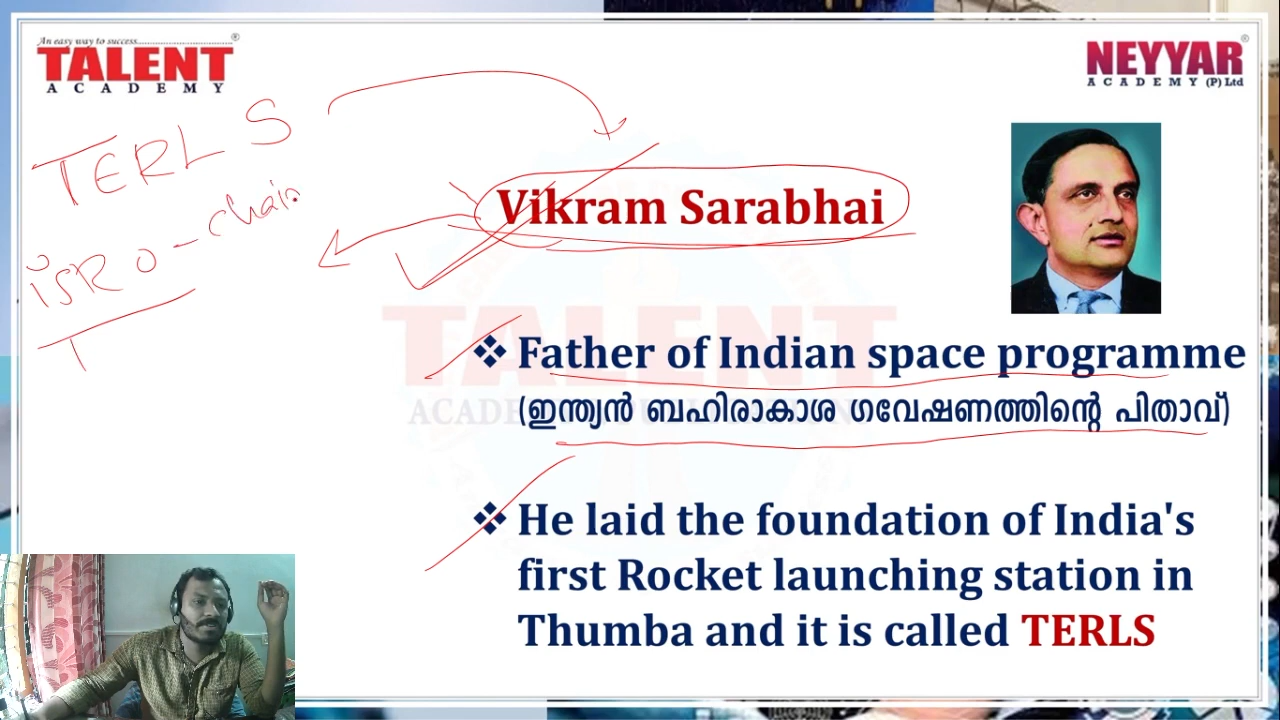 An easy way to success
TALENT
ACADEMY
NEYYAR
ACADEMY (P) Ltd
TERLS
ISRO - chair
T
Vikram Sarabhai
Father of Indian space programme
(ഇന്ത്യൻ ബഹിരാകാശ ഗവേഷണത്തിന്റെ പിതാവ്)
He laid the foundation of India's
first Rocket launching station in
Thumba and it is called TERLS
TALENT